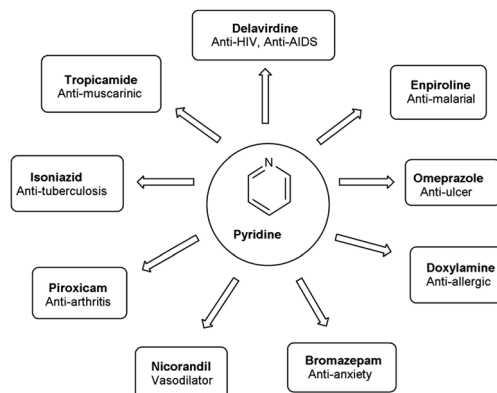 Delavirdine
Anti-HIV, Anti-AIDS
Tropicamide
Anti-muscarinic
Enpiroline
Anti-malarial
Isoniazid
Anti-tuberculosis
N
Pyridine
Omeprazole
Anti-ulcer
Doxylamine
Anti-allergic
Piroxicam
Anti-arthritis
Nicorandil
Vasodilator
Bromazepam
Anti-anxiety